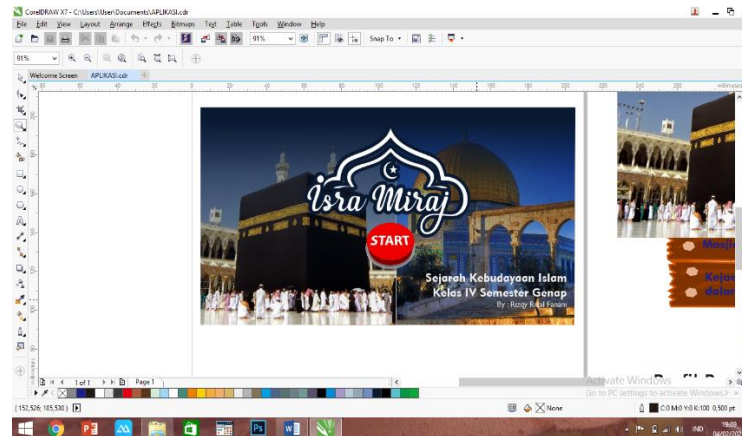 CorelDRAW X7 - C:\Users\User\Documents\APLIKASI.cdr
File Edit View Layout Arrange Effects Bitmaps Text Table Tools Window Help
91% Snap To
91%
Welcome Screen APLIKASI.cdr
Isra Miraj
START
Sejarah Kebudayaan Islam
Kelas IV Semester Genap
By : Rizqy Rizal Fanani
1 of 1 Page 1
Activate Windows
Go to PC settings to activate Windows.
(152,526; 105,530) None C:0 M:0 Y:0 K:100 0,500 pt
IND 19:09